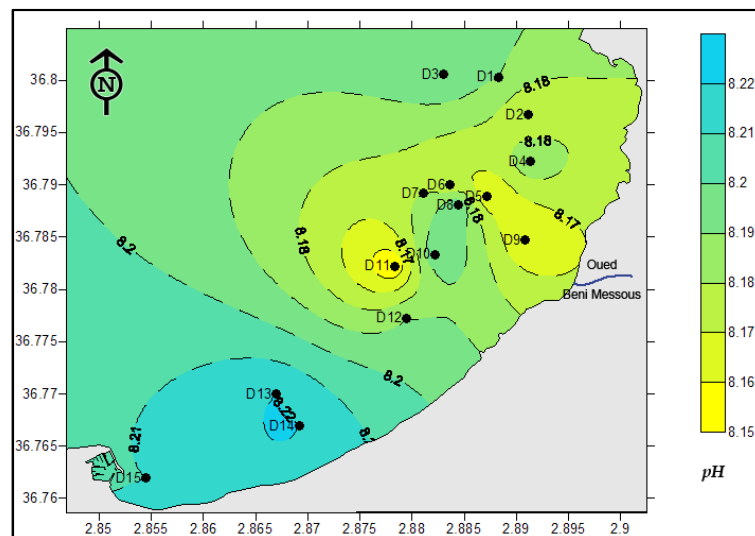 N
36.8
36.795
36.79
36.785
36.78
36.775
36.77
36.765
36.76
2.85
2.855
2.86
2.865
2.87
2.875
2.88
2.885
2.89
2.895
2.9
D3
D1
8.18
D2
8.18
D4
D6
D7
D5
D8
8.18
8.17
D9
8.2
8.18
8.17
D10
D11
Oued
Beni Messous
D12
8.2
D13
8.22
D14
8.21
D15
8.22
8.21
8.2
8.19
8.18
8.17
8.16
8.15
pH